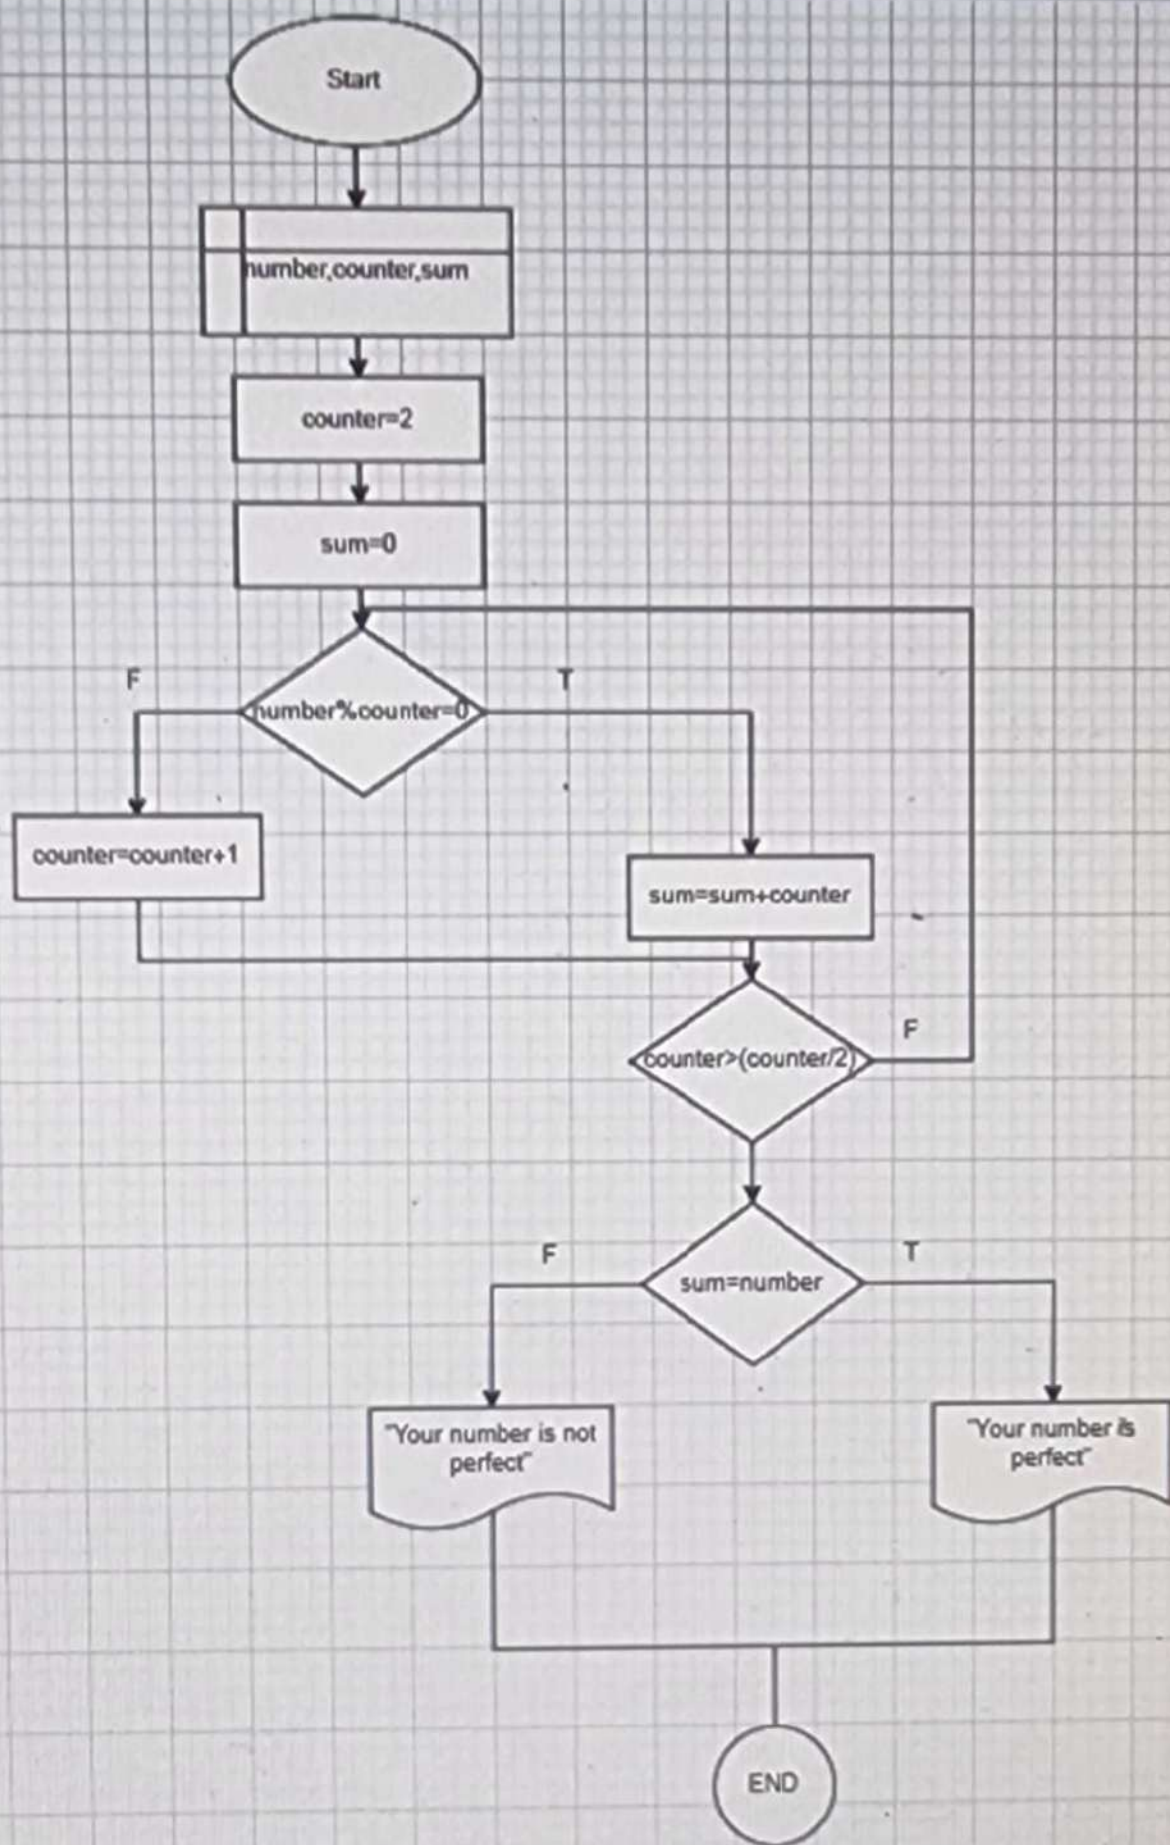 Start
number,counter,sum
counter=2
sum=0
F
T
number%counter=0
counter=counter+1
sum=sum+counter
F
counter>(counter/2)
F
T
sum=number
"Your number is not
perfect"
"Your number is
perfect"
END